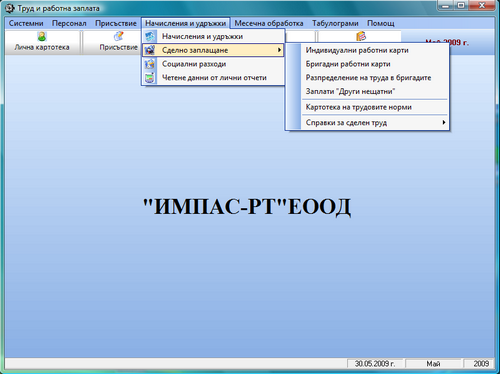 Труд и работна заплата
Системни Персонал Присъствие Начисления и удръжки Месечна обработка Табулограми Помощ
Лична картотека Присъствие
Май 2009 г.
Начисления и удръжки
Сделно заплащане
Социални разходи
Четене данни от лични отчети
Индивидуални работни карти
Бригадни работни карти
Разпределение на труда в бригадите
Заплати "Други нещатни"
Картотека на трудовите норми
Справки за сделен труд
"ИМПАС-РТ"ЕООД
30.05.2009 г. Май 2009